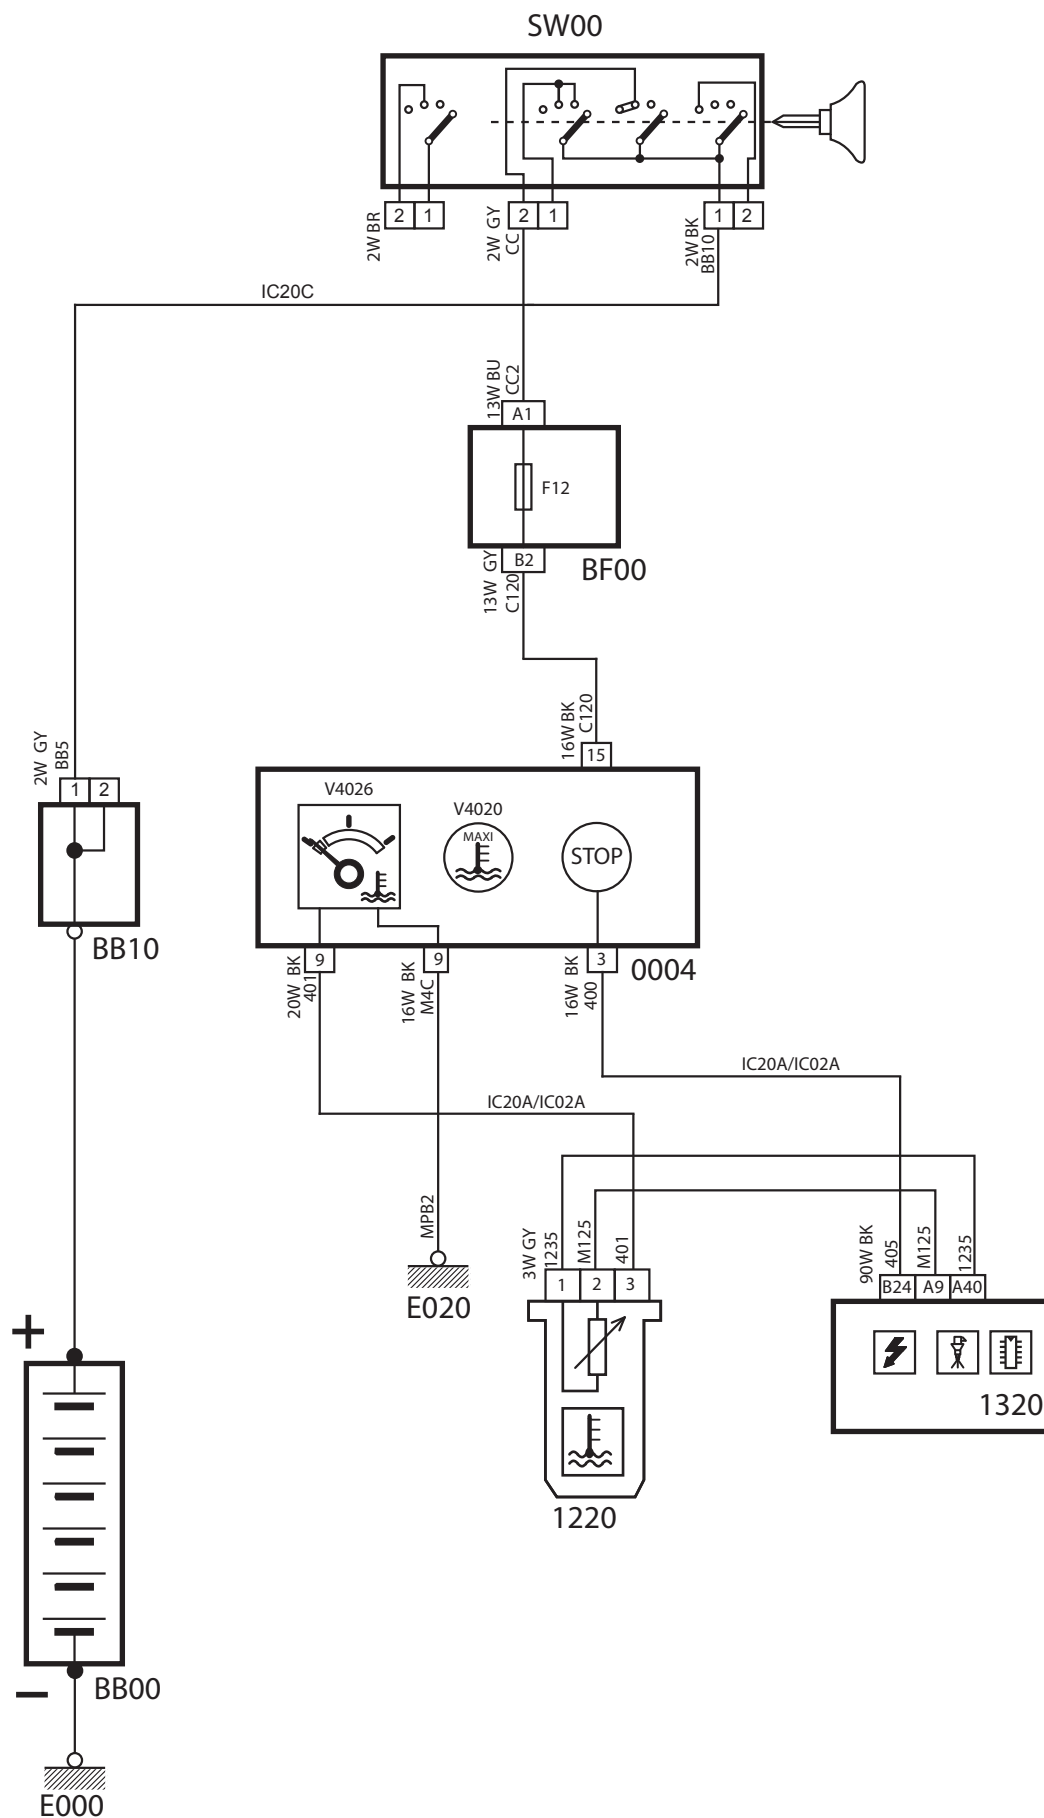 SW00
2 1
2 1
1 2
2W BR
2W GY
CC
2W BK
BB10
IC20C
13W BU
CC2
A1
F12
B2
BF00
13W GY
C120
16W BK
C120
15
2W GY
BB5
1 2
BB10
V4026
V4020
MAXI
STOP
9
9
3
0004
20W BK
401
16W BK
M4C
16W BK
400
IC20A/IC02A
IC20A/IC02A
MPB2
E020
3W GY
1235
M125
401
1 2 3
1220
90W BK
405
M125
1235
B24 A9 A40
1320
+
−
BB00
E000